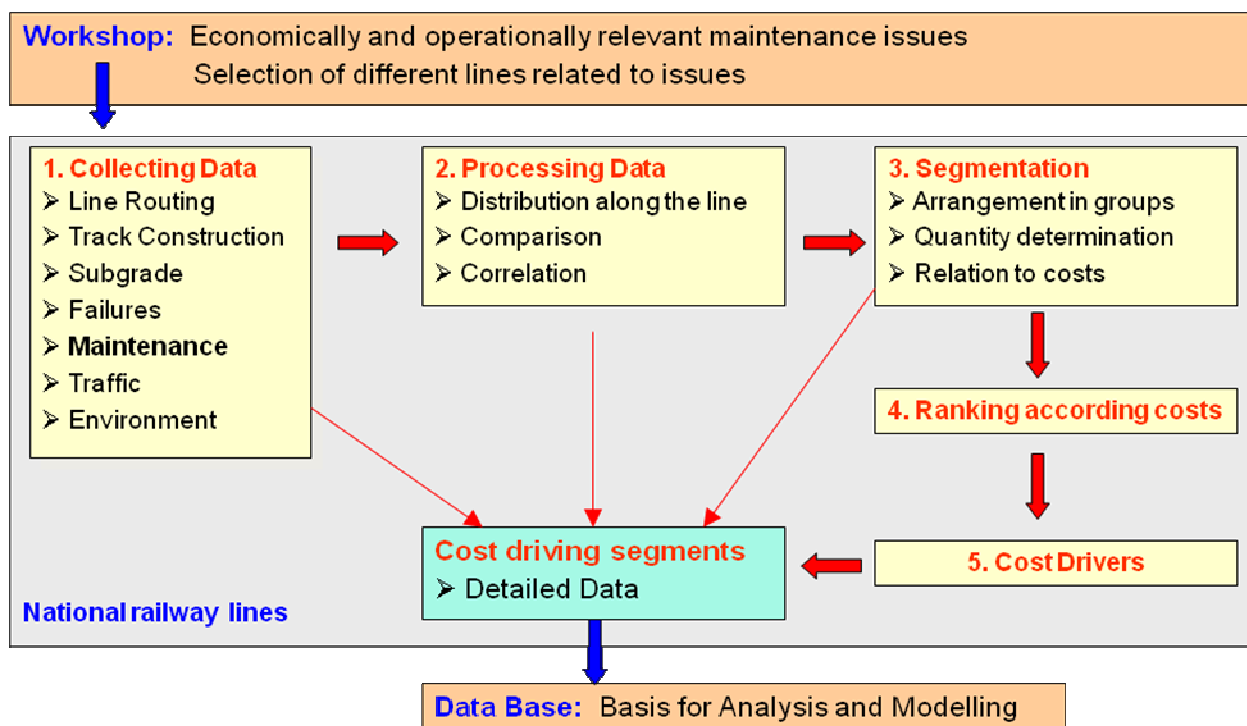 Workshop: Economically and operationally relevant maintenance issues
Selection of different lines related to issues
1. Collecting Data
➢ Line Routing
➢ Track Construction
➢ Subgrade
➢ Failures
➢ Maintenance
➢ Traffic
➢ Environment
2. Processing Data
➢ Distribution along the line
➢ Comparison
➢ Correlation
3. Segmentation
➢ Arrangement in groups
➢ Quantity determination
➢ Relation to costs
4. Ranking according costs
5. Cost Drivers
Cost driving segments
➢ Detailed Data
National railway lines
Data Base: Basis for Analysis and Modelling